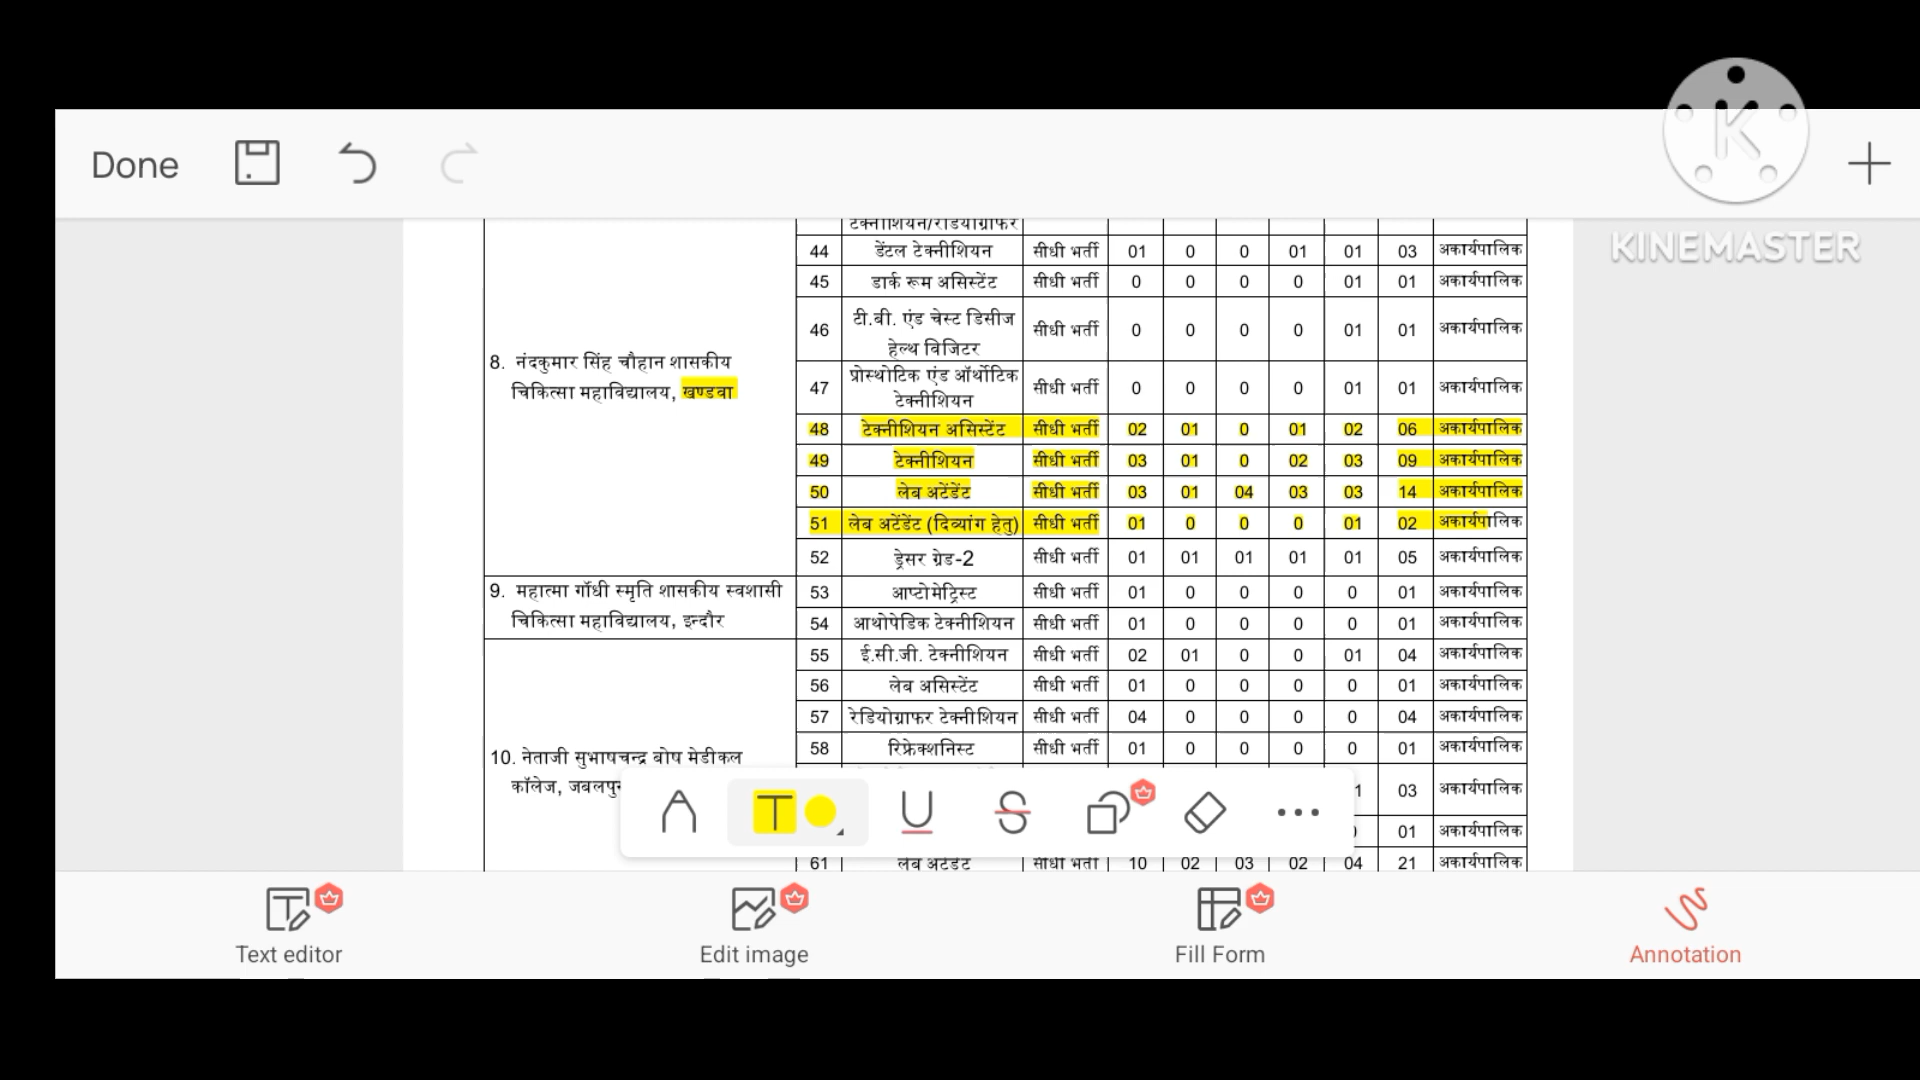 Done
KINEMASTER
टेक्नीशियन/रेडियोग्राफर
44 डेंटल टेक्नीशियन सीधी भर्ती 01 0 0 01 01 03 अकार्यपालिक
45 डार्क रूम असिस्टेंट सीधी भर्ती 0 0 0 0 01 01 अकार्यपालिक
46 टी.बी. एंड चेस्ट डिसीज हेल्थ विजिटर सीधी भर्ती 0 0 0 0 01 01 अकार्यपालिक
8. नंदकुमार सिंह चौहान शासकीय
चिकित्सा महाविद्यालय, खण्डवा
47 प्रोस्थोटिक एंड ऑर्थोटिक टेक्नीशियन सीधी भर्ती 0 0 0 0 01 01 अकार्यपालिक
48 टेक्नीशियन असिस्टेंट सीधी भर्ती 02 01 0 01 02 06 अकार्यपालिक
49 टेक्नीशियन सीधी भर्ती 03 01 0 02 03 09 अकार्यपालिक
50 लेब अटेंडेंट सीधी भर्ती 03 01 04 03 03 14 अकार्यपालिक
51 लेब अटेंडेंट (दिव्यांग हेतु) सीधी भर्ती 01 0 0 0 01 02 अकार्यपालिक
52 ड्रेसर ग्रेड-2 सीधी भर्ती 01 01 01 01 01 05 अकार्यपालिक
9. महात्मा गॉधी स्मृति शासकीय स्वशासी
चिकित्सा महाविद्यालय, इन्दौर
53 आप्टोमेट्रिस्ट सीधी भर्ती 01 0 0 0 0 01 अकार्यपालिक
54 आथोपेडिक टेक्नीशियन सीधी भर्ती 01 0 0 0 0 01 अकार्यपालिक
55 ई.सी.जी. टेक्नीशियन सीधी भर्ती 02 01 0 0 01 04 अकार्यपालिक
56 लेब असिस्टेंट सीधी भर्ती 01 0 0 0 0 01 अकार्यपालिक
57 रेडियोग्राफर टेक्नीशियन सीधी भर्ती 04 0 0 0 0 04 अकार्यपालिक
58 रिफ्रेक्शनिस्ट सीधी भर्ती 01 0 0 0 0 01 अकार्यपालिक
10. नेताजी सुभाषचन्द्र बोष मेडीकल
कॉलेज, जबलपुर
03 अकार्यपालिक
01 अकार्यपालिक
61 लेब अटेंडेंट सीधी भर्ती 10 02 03 02 04 21 अकार्यपालिक
Text editor
Edit image
Fill Form
Annotation